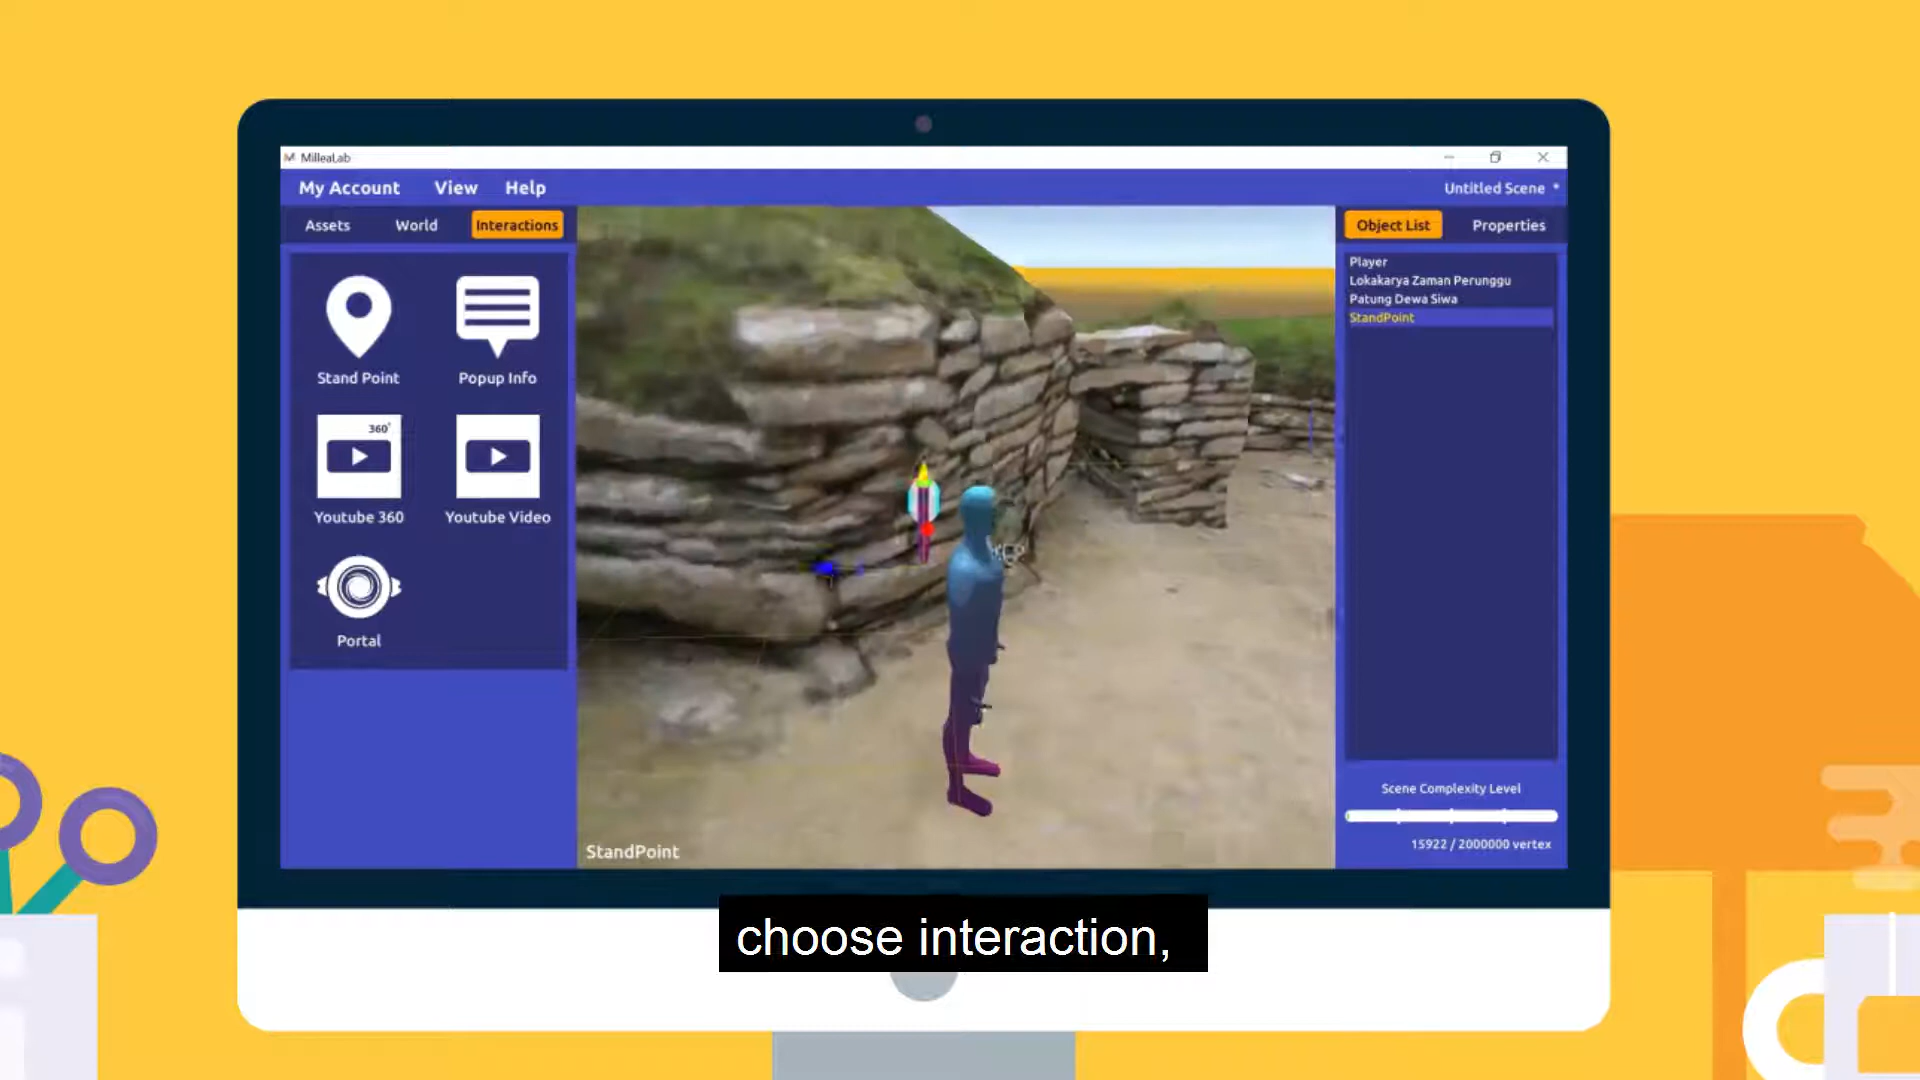 MilleaLab
My Account View Help
Untitled Scene *
Assets World Interactions
Object List Properties
Stand Point
Popup Info
360°
Youtube 360
Youtube Video
Portal
Player
Lokakarya Zaman Perunggu
Patung Dewa Siwa
StandPoint
Scene Complexity Level
15922 / 2000000 vertex
StandPoint
choose interaction,